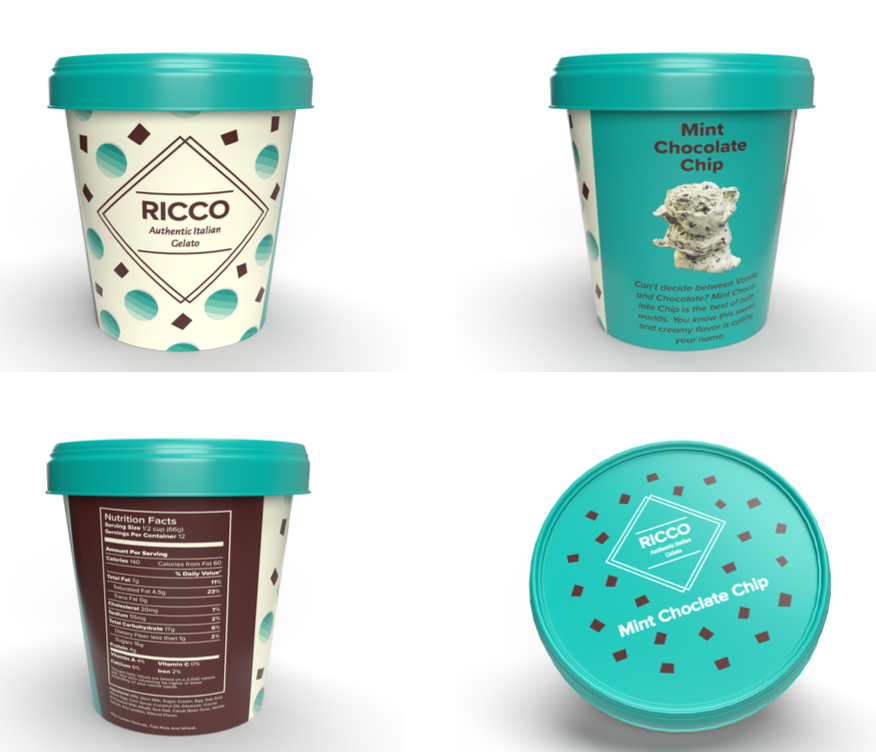 RICCO
Authentic Italian
Gelato
Mint
Chocolate
Chip
Can't decide between Vanilla
and Chocolate? Mint Choco-
late Chip is the best of both
worlds. You know this sweet
and creamy flavor is calling
your name.
Nutrition Facts
Serving Size 1/2 cup (66g)
Servings Per Container 12
Amount Per Serving
Calories 140 Calories from Fat 60
% Daily Value*
Total Fat 7g 11%
Saturated Fat 4.5g 23%
Trans Fat 0g
Cholesterol 20mg 7%
Sodium 55mg 2%
Total Carbohydrate 17g 6%
Dietary Fiber less than 1g 2%
Sugars 16g
Protein 4g
Vitamin A 4% Vitamin C 0%
Calcium 6% Iron 2%
RICCO
Authentic Italian
Gelato
Mint Choclate Chip